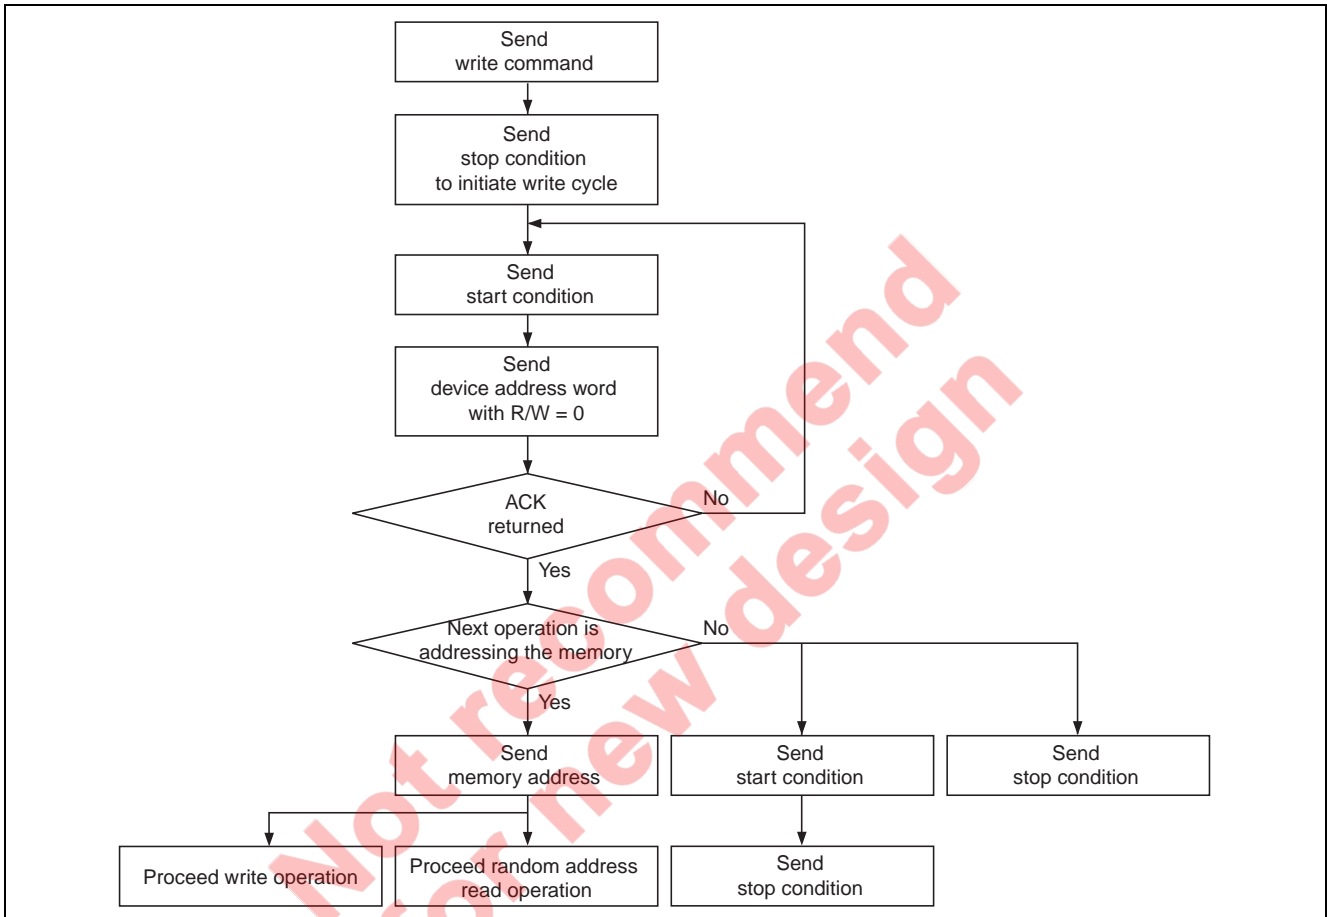 Send
write command
Send
stop condition
to initiate write cycle
Send
start condition
Send
device address word
with R/W = 0
ACK
returned
No
Yes
Next operation is
addressing the memory
No
Yes
Send
memory address
Send
start condition
Send
stop condition
Proceed write operation
Proceed random address
read operation
Send
stop condition
Not recommend
for new design